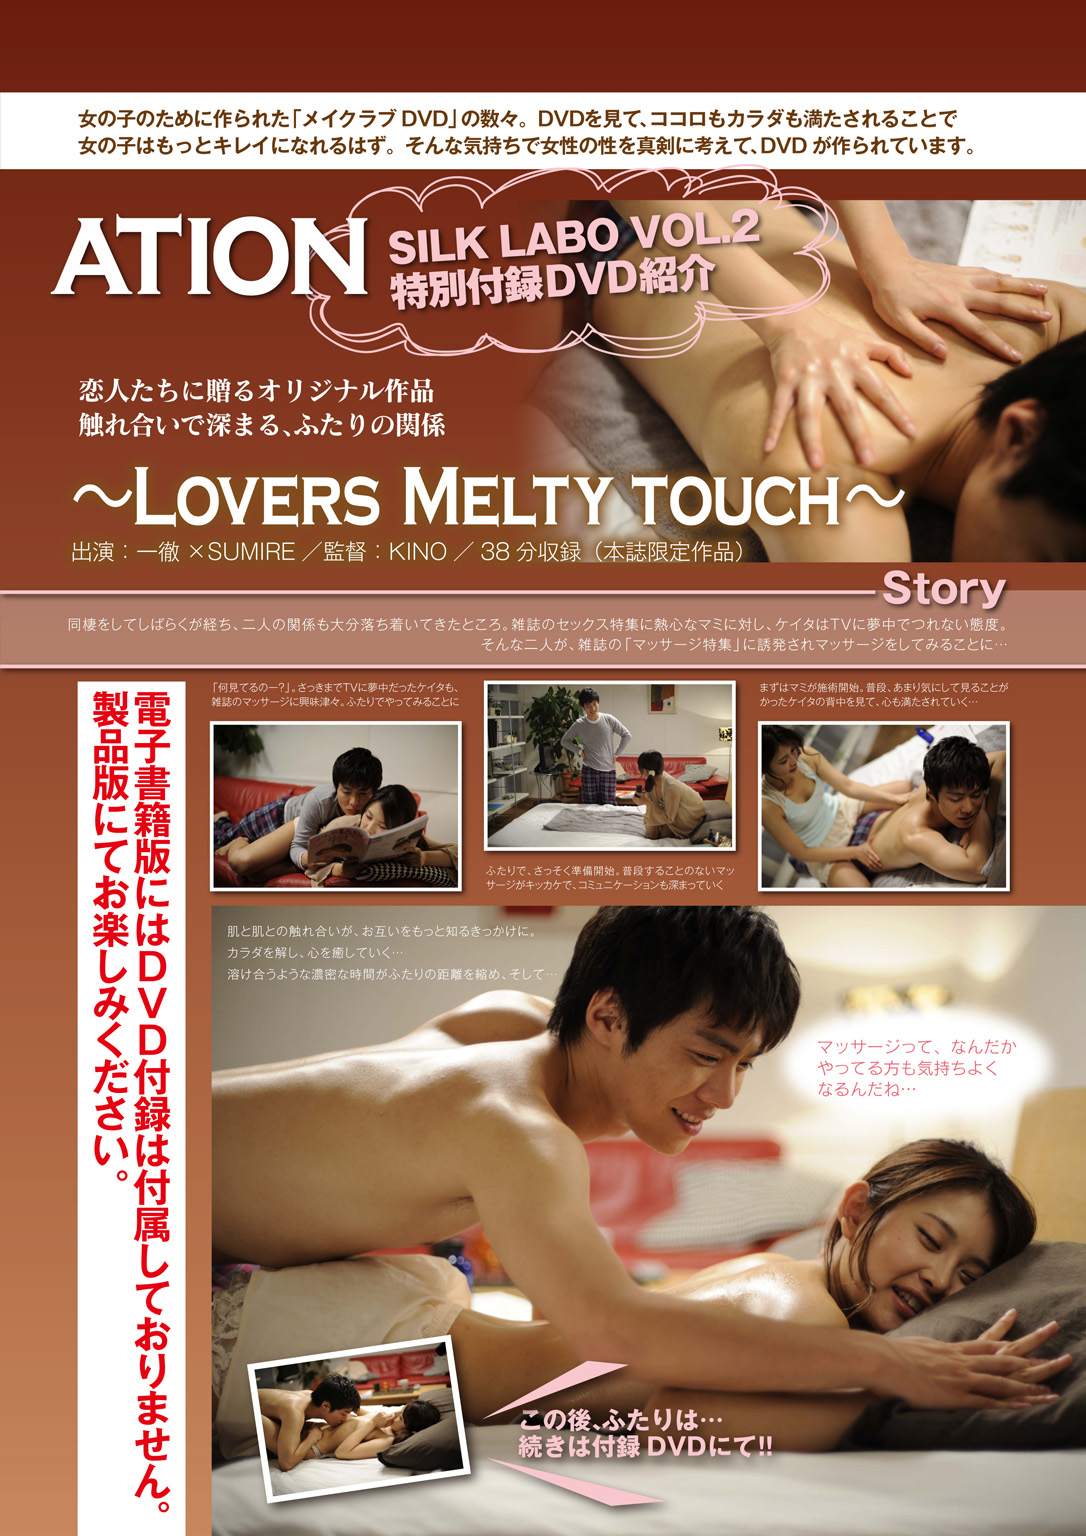 女の子のために作られた「メイクラブ DVD」の数々。DVDを見て、ココロもカラダも満たされることで
女の子はもっとキレイになれるはず。そんな気持ちで女性の性を真剣に考えて、DVD が作られています。
ATION
SILK LABO VOL.2
特別付録DVD紹介
恋人たちに贈るオリジナル作品
触れ合いで深まる、ふたりの関係
～LOVERS MELTY TOUCH～
出演：一徹×SUMIRE／監督：KINO／38分収録（本誌限定作品）
Story
同棲をしてしばらくが経ち、二人の関係も大分落ち着いてきたところ。雑誌のセックス特集に熱心なマミに対し、ケイタはTVに夢中でつれない態度。
そんな二人が、雑誌の「マッサージ特集」に誘発されマッサージをしてみることに…
電子書籍版にはDVD付録は付属しておりません。
製品版にてお楽しみください。
「何見てるのー？」。さっきまでTVに夢中だったケイタも、
雑誌のマッサージに興味津々。ふたりでやってみることに
ふたりで、さっそく準備開始。普段することのないマッ
サージがキッカケで、コミュニケーションも深まっていく
まずはマミが施術開始。普段、あまり気にして見ることが
かったケイタの背中を見て、心も満たされていく…
肌と肌との触れ合いが、お互いをもっと知るきっかけに。
カラダを解し、心を癒していく…
溶け合うような濃密な時間がふたりの距離を縮め、そして…
マッサージって、なんだか
やってる方も気持ちよく
なるんだね…
この後、ふたりは…
続きは付録 DVDにて!!